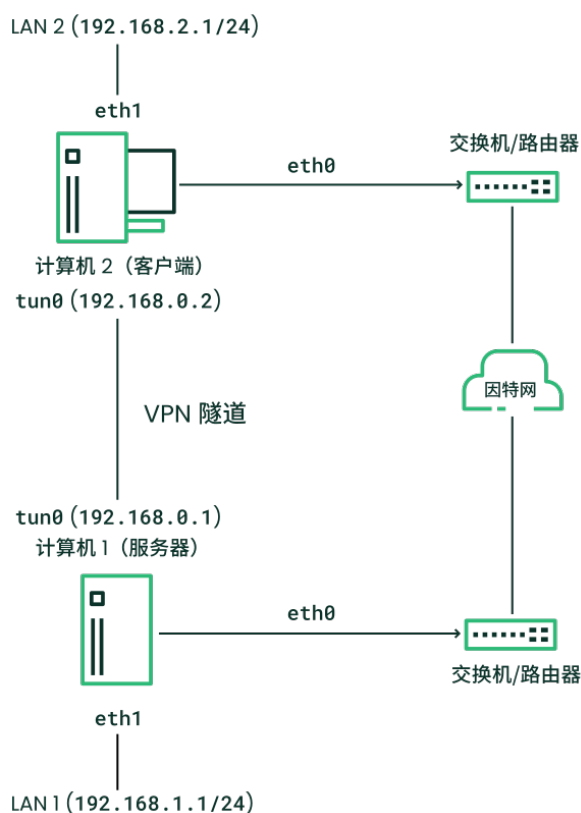 LAN 2 (192.168.2.1/24)
eth1
交换机/路由器
eth0
计算机 2（客户端）
tun0 (192.168.0.2)
因特网
VPN 隧道
tun0 (192.168.0.1)
计算机 1（服务器）
eth0
交换机/路由器
eth1
LAN 1 (192.168.1.1/24)